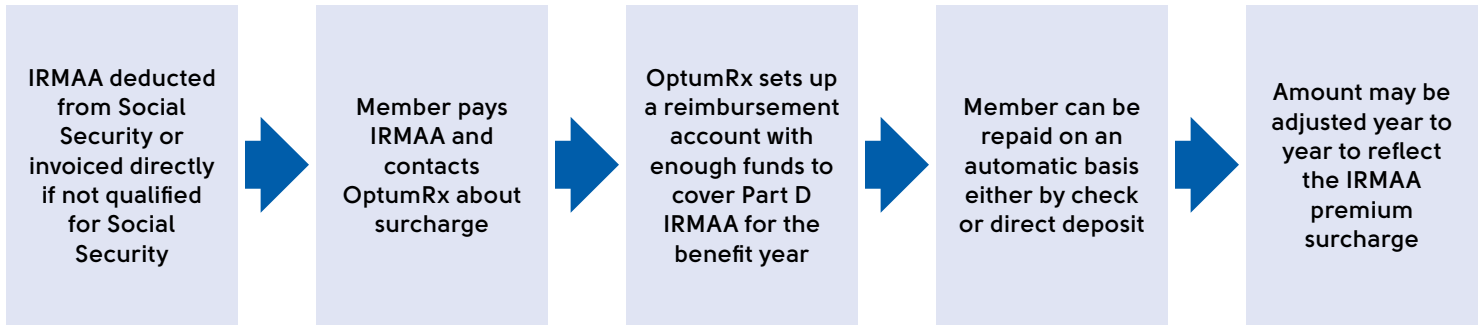 IRMAA deducted
from Social
Security or
invoiced directly
if not qualified
for Social
Security
Member pays
IRMAA and
contacts
OptumRx about
surcharge
OptumRx sets up
a reimbursement
account with
enough funds to
cover Part D
IRMAA for the
benefit year
Member can be
repaid on an
automatic basis
either by check
or direct deposit
Amount may be
adjusted year to
year to reflect
the IRMAA
premium
surcharge